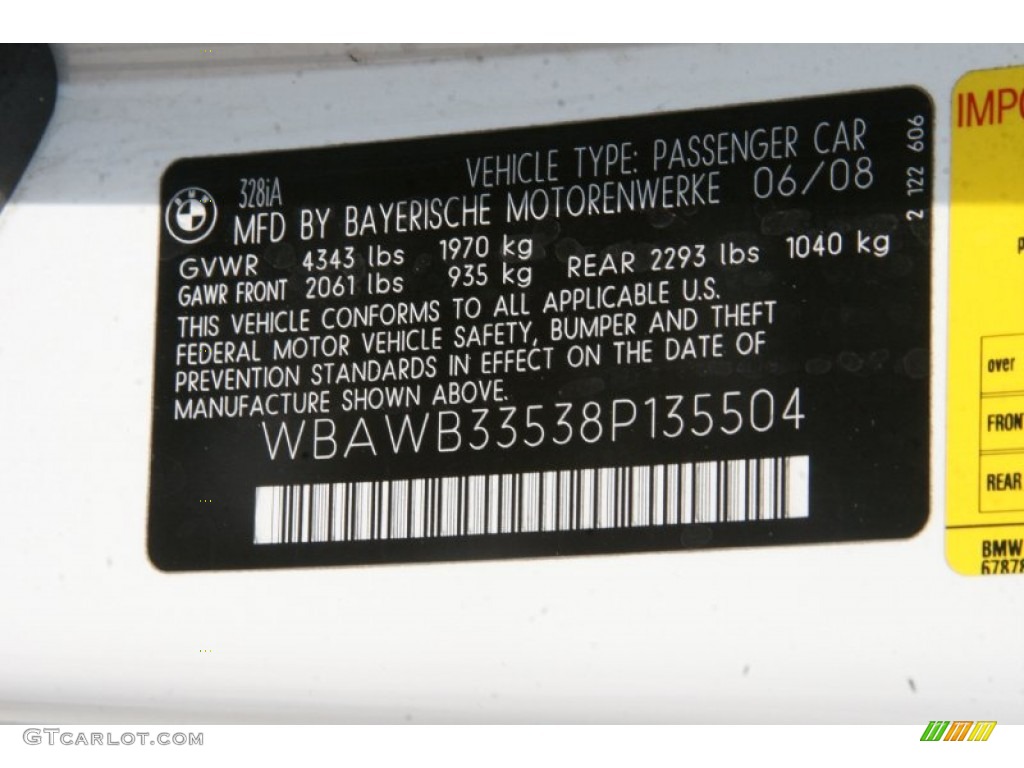 328iA VEHICLE TYPE: PASSENGER CAR
MFD BY BAYERISCHE MOTORENWERKE 06/08
GVWR 4343 lbs 1970 kg
GAWR FRONT 2061 lbs 935 kg REAR 2293 lbs 1040 kg
THIS VEHICLE CONFORMS TO ALL APPLICABLE U.S.
FEDERAL MOTOR VEHICLE SAFETY, BUMPER AND THEFT
PREVENTION STANDARDS IN EFFECT ON THE DATE OF
MANUFACTURE SHOWN ABOVE.
WBAWB33538P135504
2 122 606
IMPO
over
FRON
REAR
BMW
67878
GTCARLOT.COM